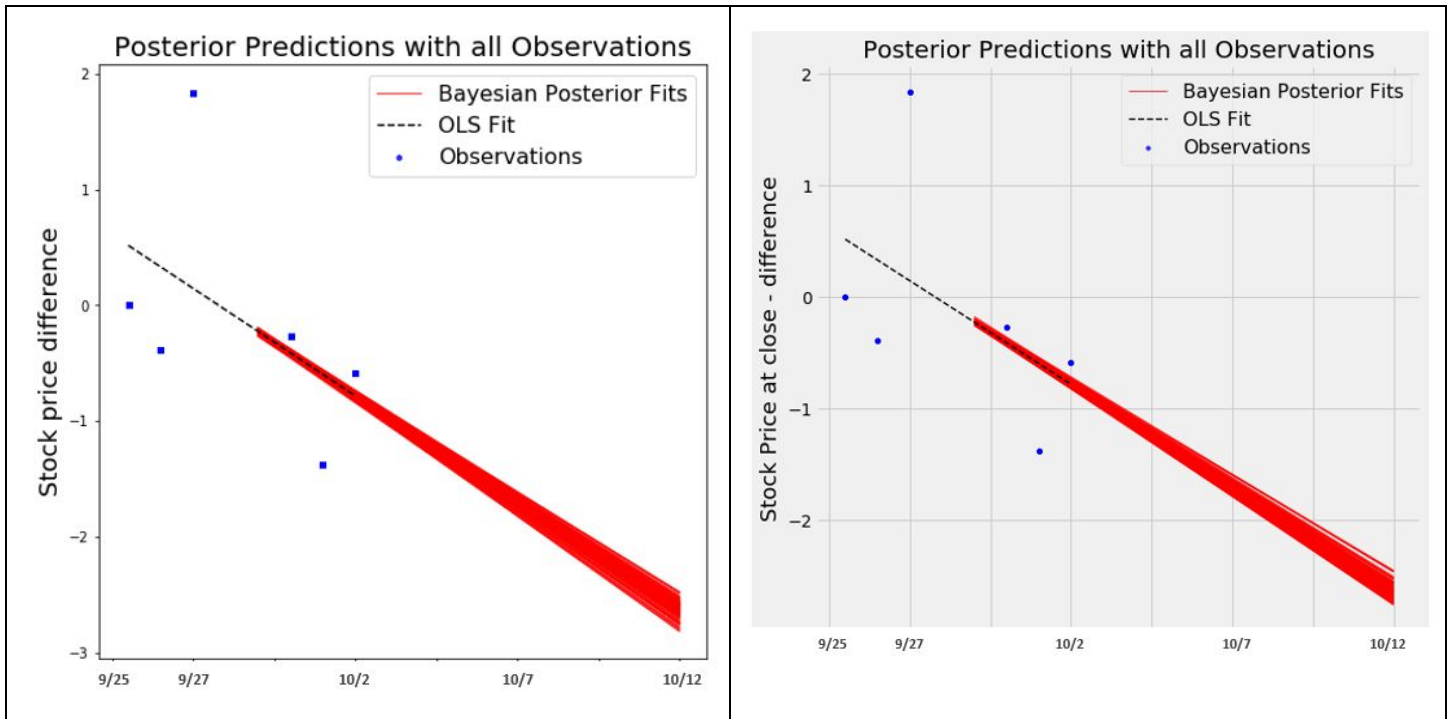 Posterior Predictions with all Observations
2
1
0
−1
−2
−3
Stock price difference
Bayesian Posterior Fits
OLS Fit
Observations
9/25 9/27 10/2 10/7 10/12
Posterior Predictions with all Observations
2
1
0
−1
−2
Stock Price at close - difference
Bayesian Posterior Fits
OLS Fit
Observations
9/25 9/27 10/2 10/7 10/12